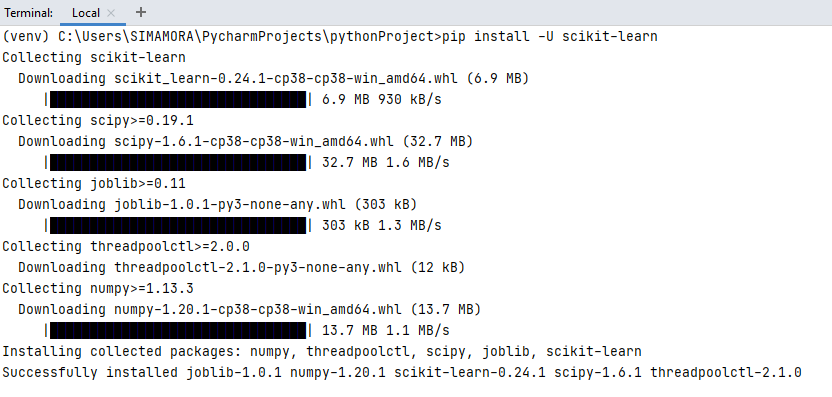 Terminal: Local × +
(venv) C:\Users\SIMAMORA\PycharmProjects\pythonProject>pip install -U scikit-learn
Collecting scikit-learn
  Downloading scikit_learn-0.24.1-cp38-cp38-win_amd64.whl (6.9 MB)
     |████████████████████████████████| 6.9 MB 930 kB/s
Collecting scipy>=0.19.1
  Downloading scipy-1.6.1-cp38-cp38-win_amd64.whl (32.7 MB)
     |████████████████████████████████| 32.7 MB 1.6 MB/s
Collecting joblib>=0.11
  Downloading joblib-1.0.1-py3-none-any.whl (303 kB)
     |████████████████████████████████| 303 kB 1.3 MB/s
Collecting threadpoolctl>=2.0.0
  Downloading threadpoolctl-2.1.0-py3-none-any.whl (12 kB)
Collecting numpy>=1.13.3
  Downloading numpy-1.20.1-cp38-cp38-win_amd64.whl (13.7 MB)
     |████████████████████████████████| 13.7 MB 1.1 MB/s
Installing collected packages: numpy, threadpoolctl, scipy, joblib, scikit-learn
Successfully installed joblib-1.0.1 numpy-1.20.1 scikit-learn-0.24.1 scipy-1.6.1 threadpoolctl-2.1.0